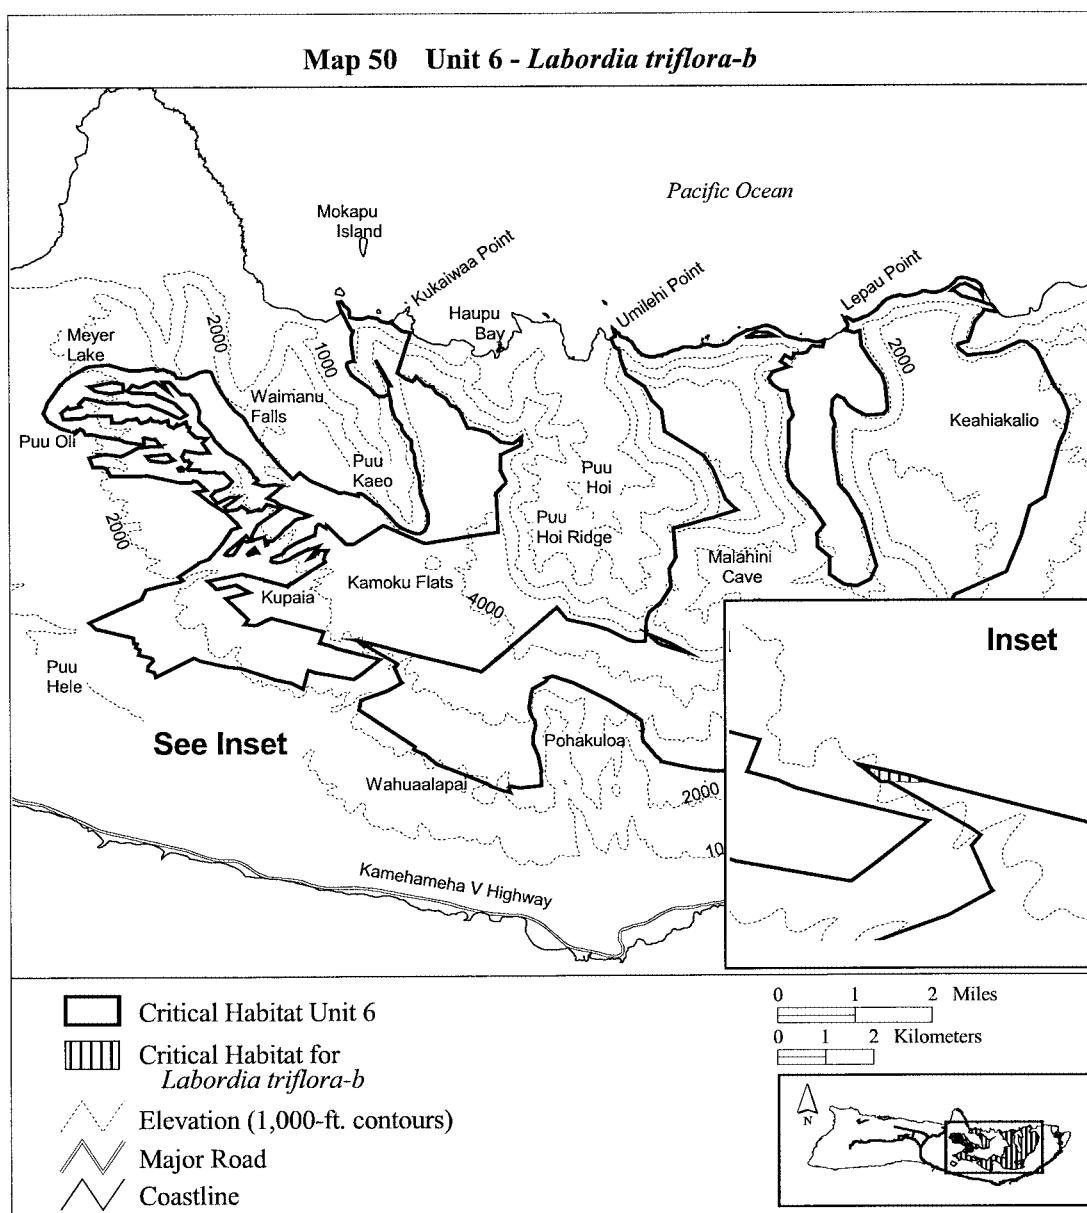 Map 50 Unit 6 - Labordia triflora-b
Pacific Ocean
Mokapu
Island
Kukaiwaa Point
Haupu
Bay
Umilehi Point
Lepau Point
Meyer
Lake
2000
1000
Waimanu
Falls
2000
Keahiakalio
Puu Oli
Puu
Kaeo
Puu
Hoi
Puu
Hoi Ridge
2000
Malahini
Cave
Kamoku Flats
Kupaia
4000
Inset
Puu
Hele
See Inset
Pohakuloa
Wahuaalapai
2000
10
Kamehameha V Highway
Critical Habitat Unit 6
Critical Habitat for
Labordia triflora-b
Elevation (1,000-ft. contours)
Major Road
Coastline
0 1 2 Miles
0 1 2 Kilometers
N